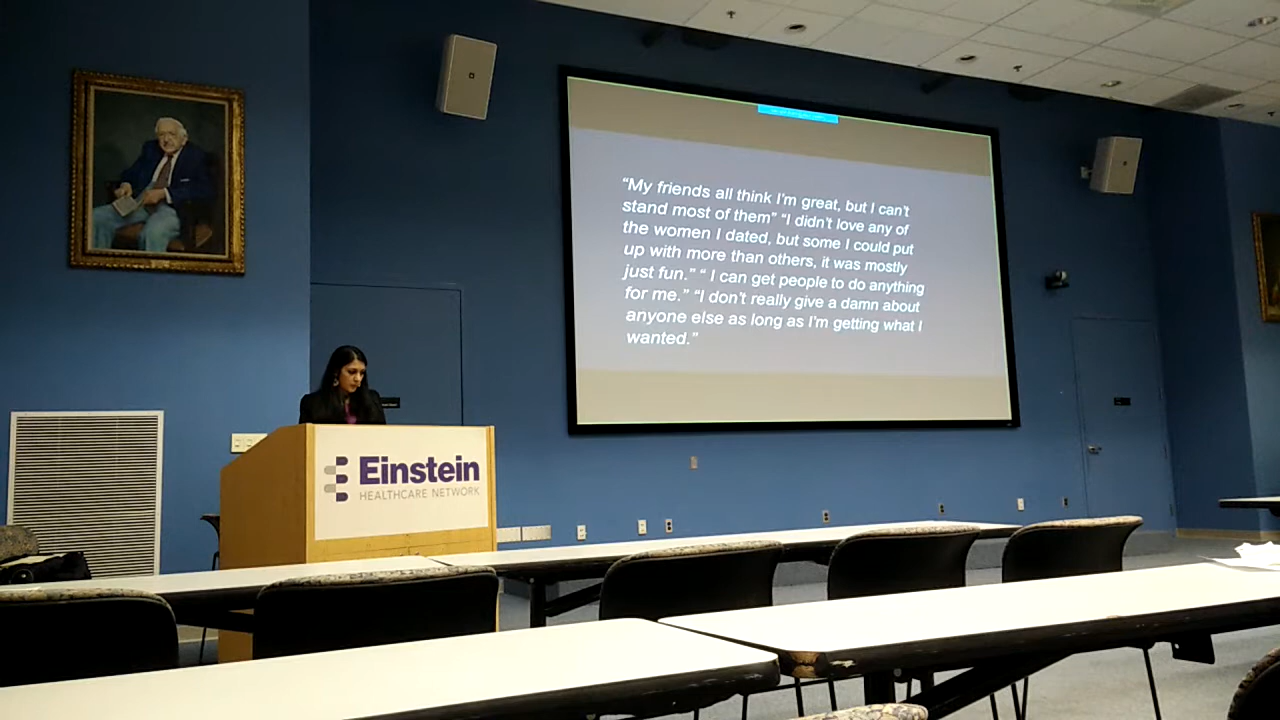 “My friends all think I'm great, but I can't
stand most of them” “I didn't love any of
the women I dated, but some I could put
up with more than others, it was mostly
just fun.” “ I can get people to do anything
for me.” “I don't really give a damn about
anyone else as long as I'm getting what I
wanted.”
Einstein
HEALTHCARE NETWORK